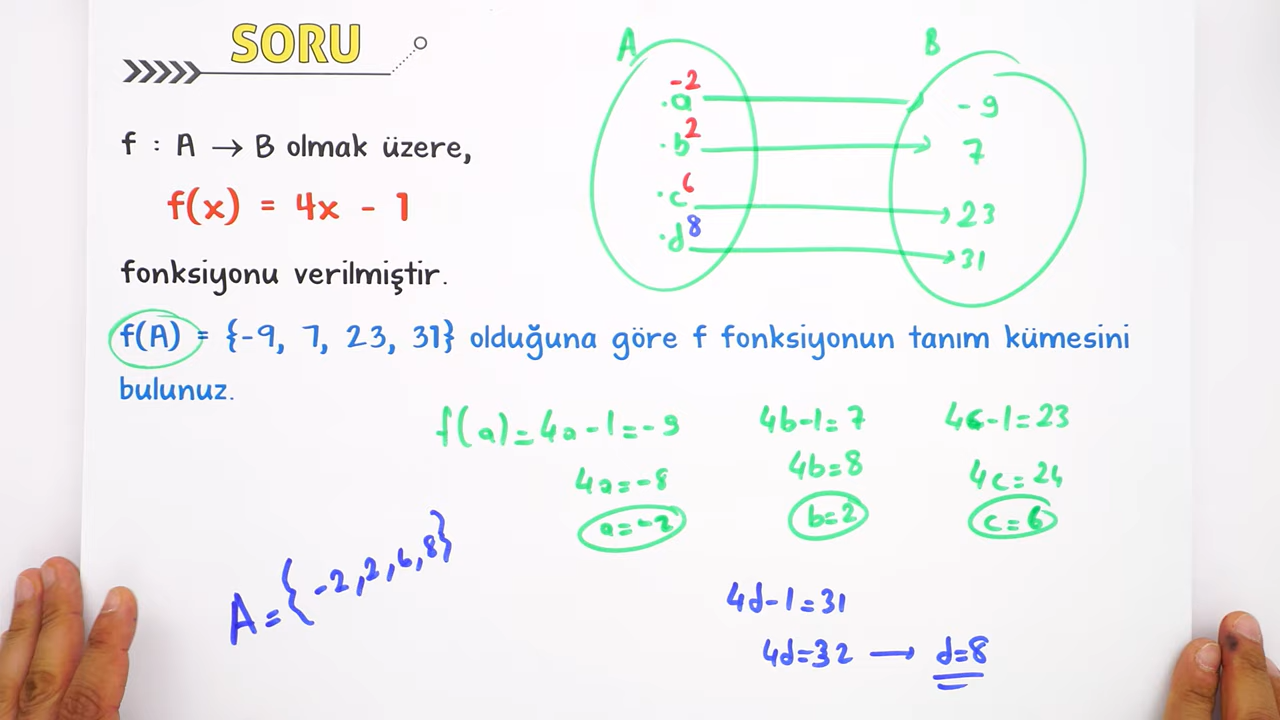 SORU
f : A → B olmak üzere,
f(x) = 4x - 1
fonksiyonu verilmiştir.
f(A) = {-9, 7, 23, 31} olduğuna göre f fonksiyonun tanım kümesini
bulunuz.
A B
-2
.a -9
2
.b 7
6
.c 23
.d 8 31
f(a)=4a-1=-9 4b-1=7 4c-1=23
4a=-8 4b=8 4c=24
a=-2 b=2 c=6
A={-2,2,6,8}
4d-1=31
4d=32 → d=8